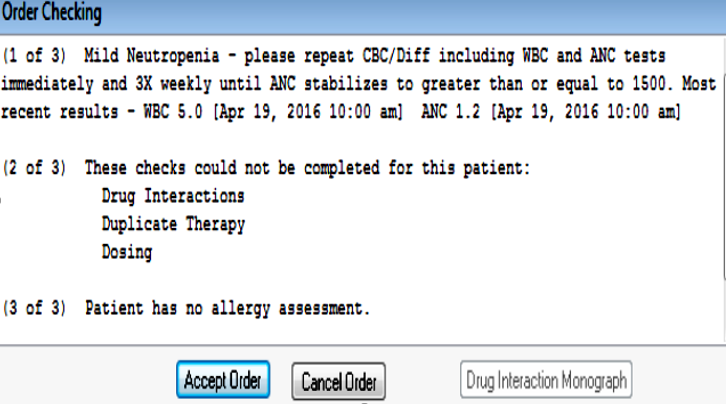 Order Checking
(1 of 3)  Mild Neutropenia - please repeat CBC/Diff including WBC and ANC tests
immediately and 3X weekly until ANC stabilizes to greater than or equal to 1500. Most
recent results - WBC 5.0 [Apr 19, 2016 10:00 am]  ANC 1.2 [Apr 19, 2016 10:00 am]
(2 of 3)  These checks could not be completed for this patient:
Drug Interactions
Duplicate Therapy
Dosing
(3 of 3)  Patient has no allergy assessment.
Accept Order
Cancel Order
Drug Interaction Monograph